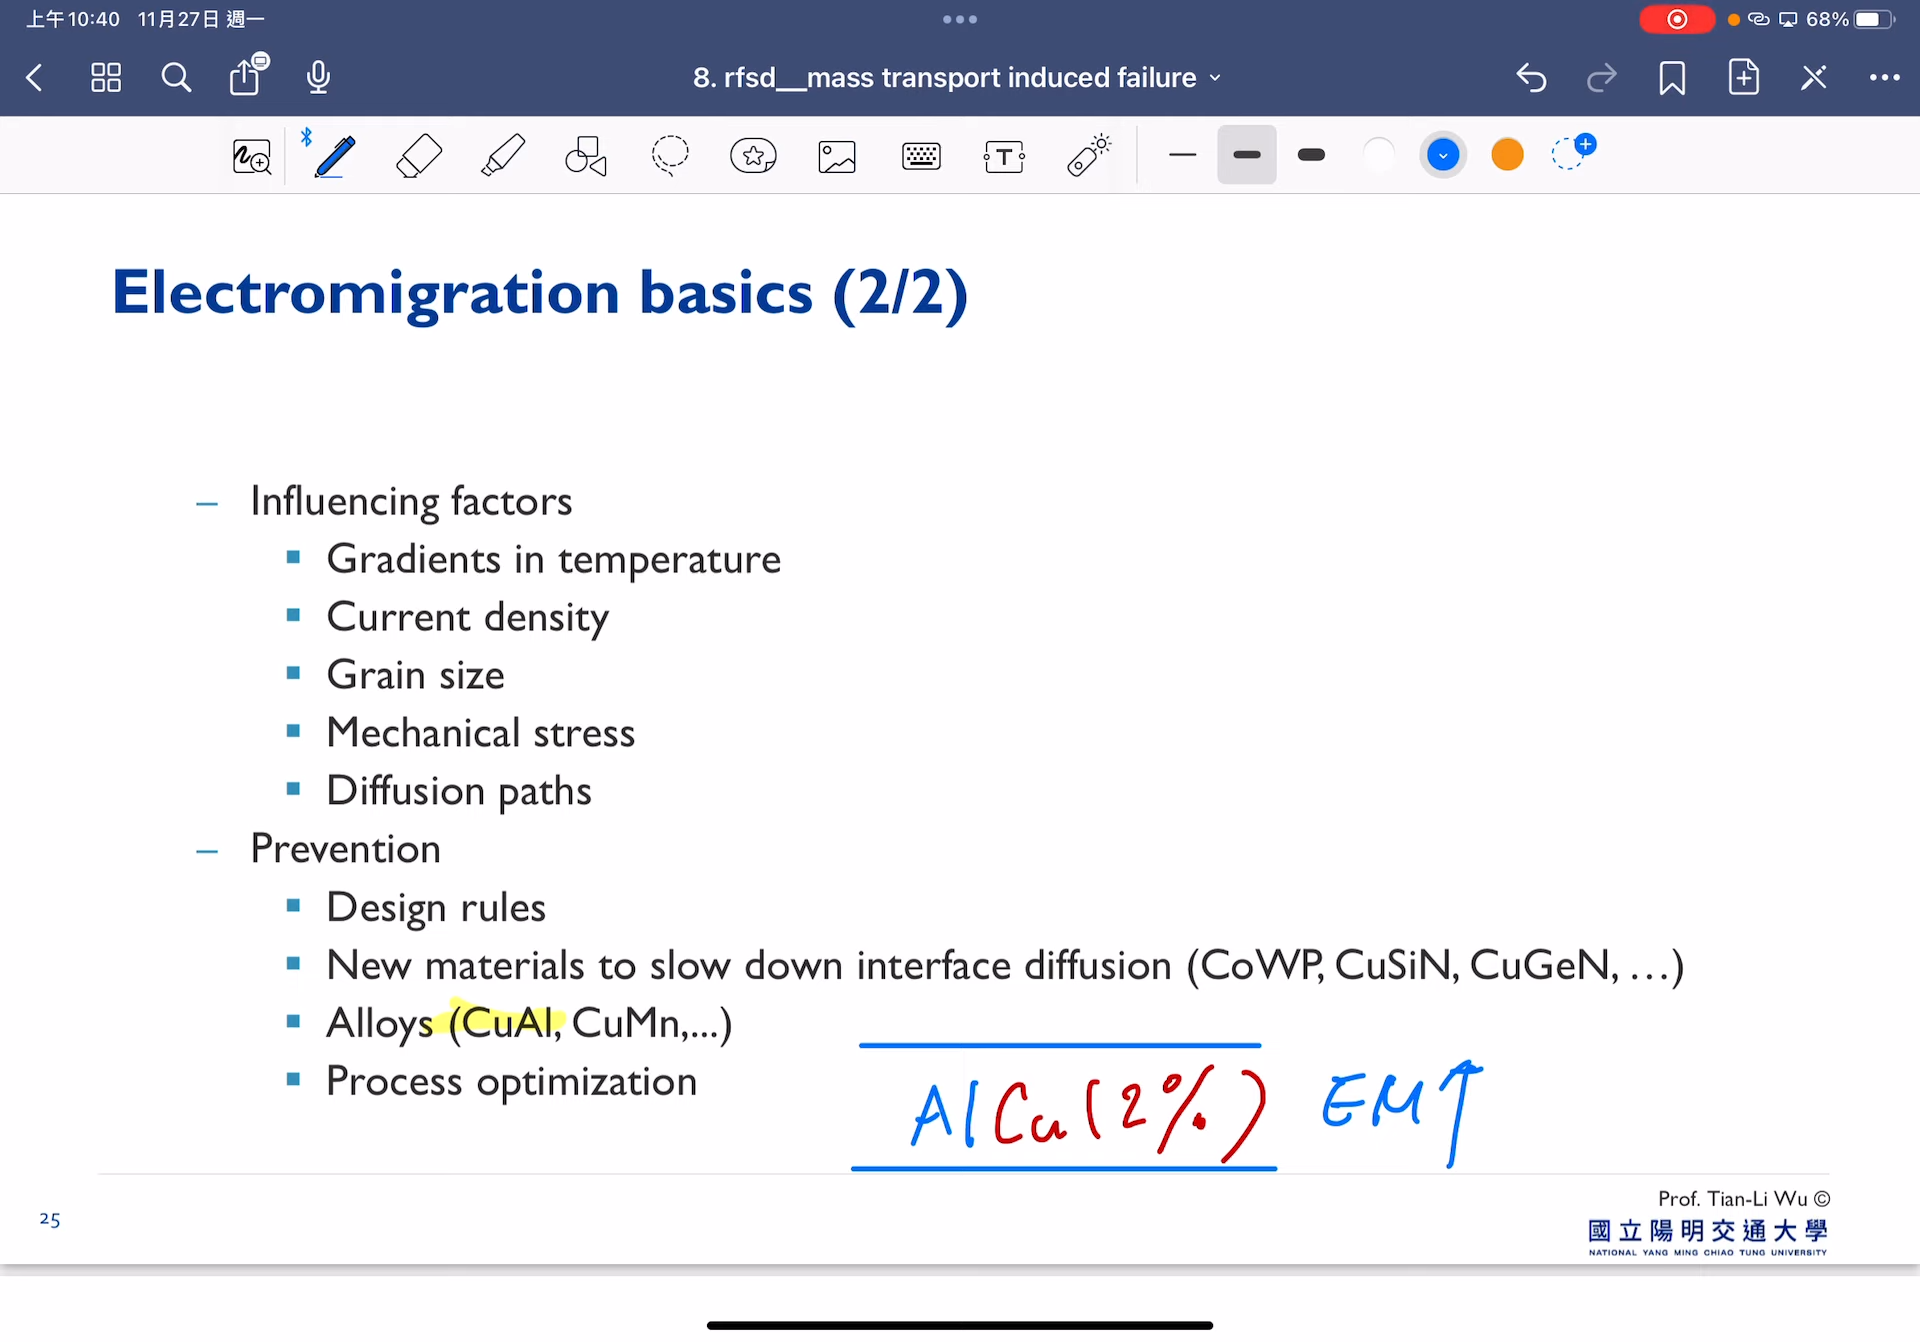 上午10:40 11月27日 週一
68%
8. rfsd__mass transport induced failure
Electromigration basics (2/2)
– Influencing factors
▪ Gradients in temperature
▪ Current density
▪ Grain size
▪ Mechanical stress
▪ Diffusion paths
– Prevention
▪ Design rules
▪ New materials to slow down interface diffusion (CoWP, CuSiN, CuGeN, …)
▪ Alloys (CuAl, CuMn,...)
▪ Process optimization
AlCu(2%) EM↑
25
Prof. Tian-Li Wu ©
國立陽明交通大學
NATIONAL YANG MING CHIAO TUNG UNIVERSITY